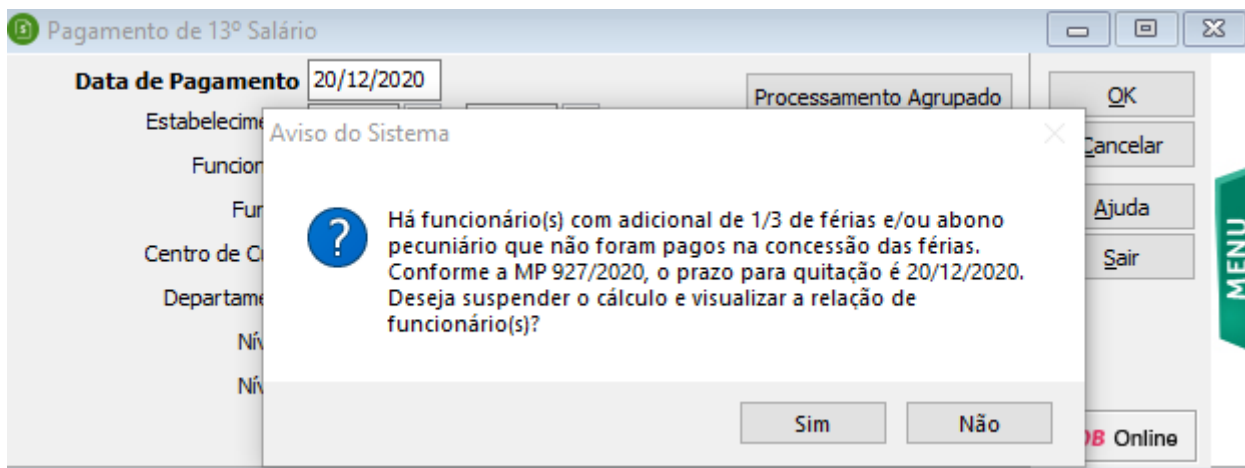 Pagamento de 13º Salário
Data de Pagamento 20/12/2020
Processamento Agrupado
OK
Cancelar
Ajuda
Sair
MENU
Centro de
Aviso do Sistema
Há funcionário(s) com adicional de 1/3 de férias e/ou abono
pecuniário que não foram pagos na concessão das férias.
Conforme a MP 927/2020, o prazo para quitação é 20/12/2020.
Deseja suspender o cálculo e visualizar a relação de
funcionário(s)?
Sim
Não
Online